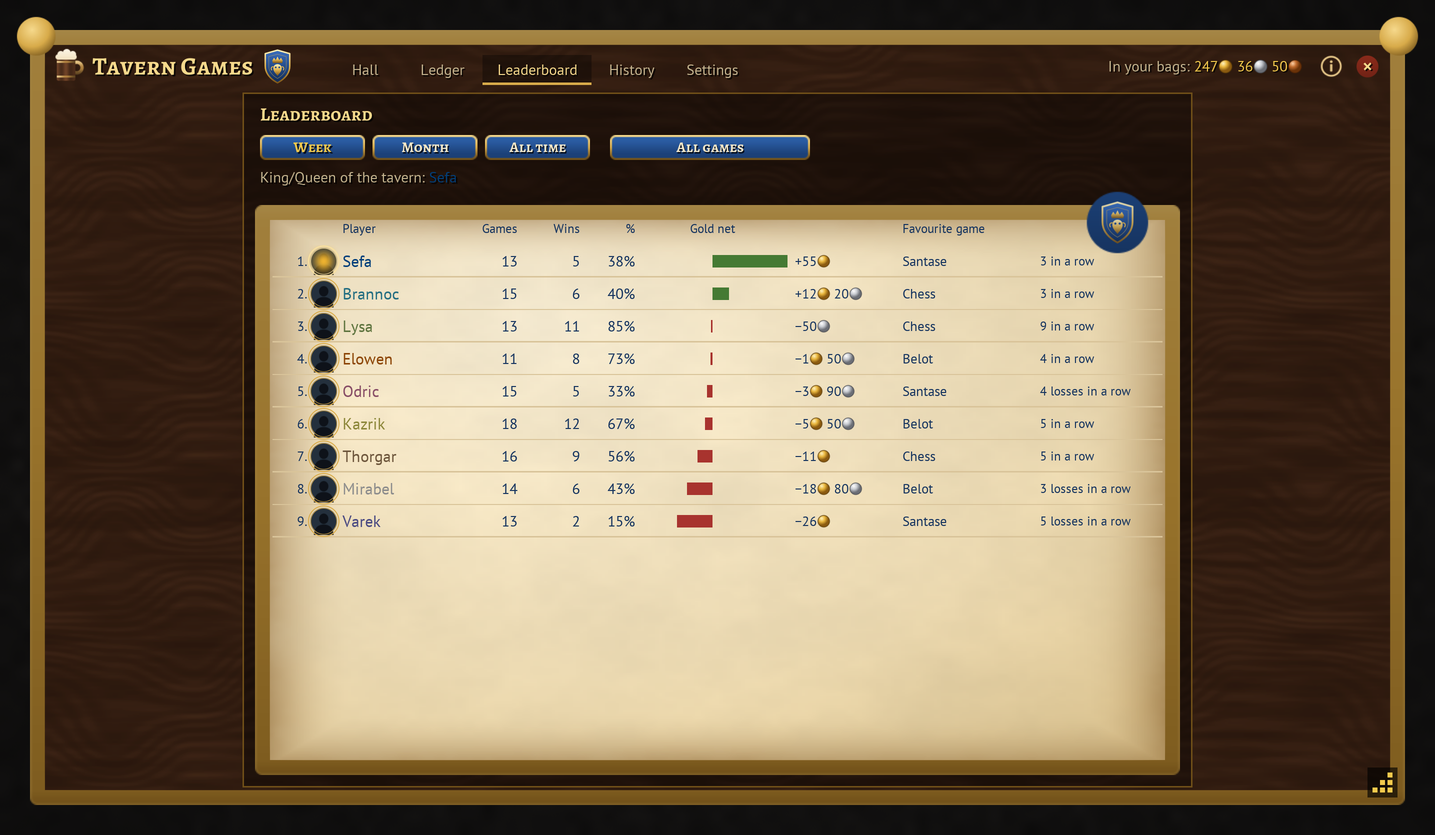 Tavern Games
Hall Ledger Leaderboard History Settings
In your bags: 247 36 50
Leaderboard
Week Month All time All games
King/Queen of the tavern: Sefa
Player Games Wins % Gold net Favourite game
1. Sefa 13 5 38% +55 Santase 3 in a row
2. Brannoc 15 6 40% +12 20 Chess 3 in a row
3. Lysa 13 11 85% −50 Chess 9 in a row
4. Elowen 11 8 73% −1 50 Belot 4 in a row
5. Odric 15 5 33% −3 90 Santase 4 losses in a row
6. Kazrik 18 12 67% −5 50 Belot 5 in a row
7. Thorgar 16 9 56% −11 Chess 5 in a row
8. Mirabel 14 6 43% −18 80 Belot 3 losses in a row
9. Varek 13 2 15% −26 Santase 5 losses in a row